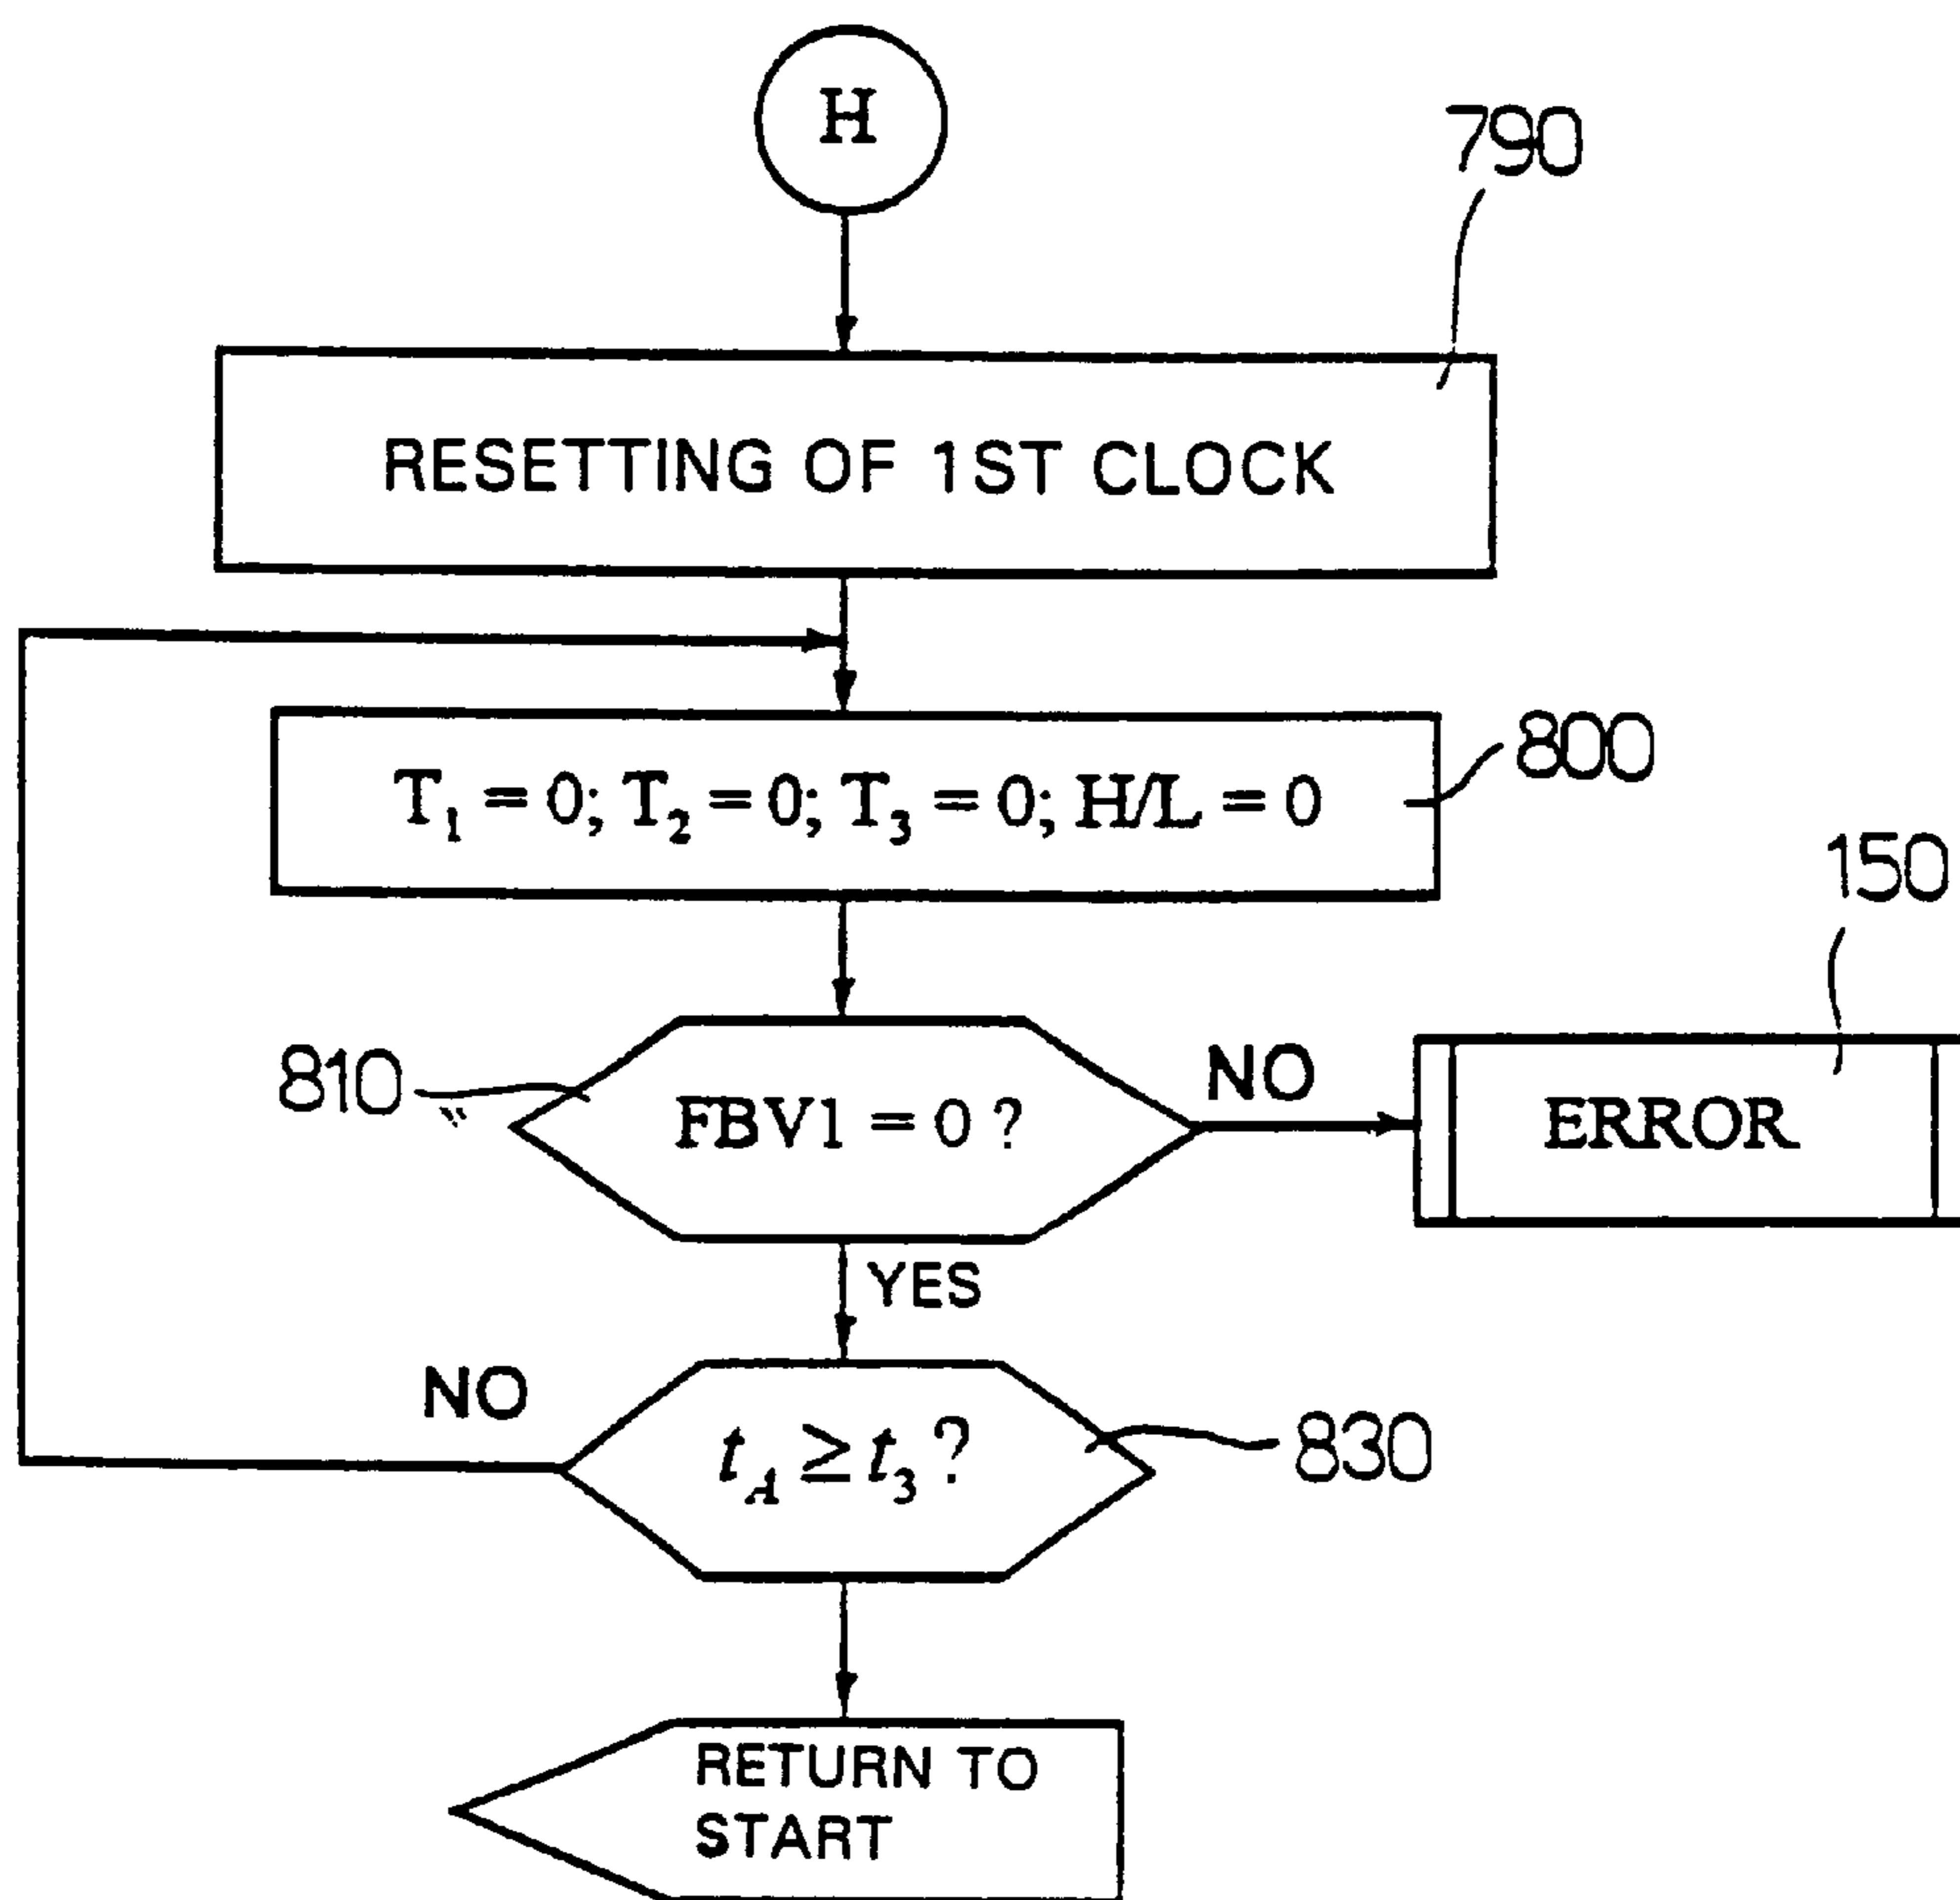 H
790
RESETTING OF 1ST CLOCK
T₁ = 0; T₂ = 0; T₃ = 0; H/L = 0
800
150
810
FBV1 = 0 ?
NO
ERROR
YES
NO
t_A ≥ t₃?
830
RETURN TO
START